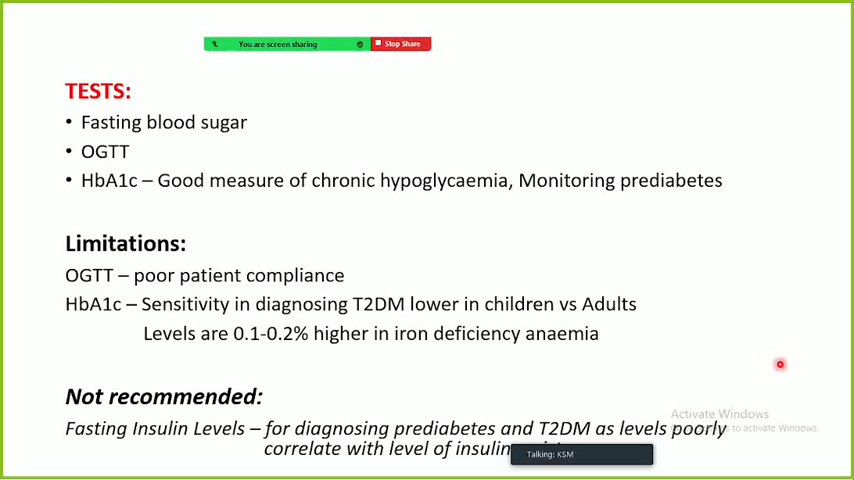 You are screen sharing
Stop Share
TESTS:
• Fasting blood sugar
• OGTT
• HbA1c – Good measure of chronic hypoglycaemia, Monitoring prediabetes
Limitations:
OGTT – poor patient compliance
HbA1c – Sensitivity in diagnosing T2DM lower in children vs Adults
Levels are 0.1-0.2% higher in iron deficiency anaemia
Not recommended:
Activate Windows
Fasting Insulin Levels – for diagnosing prediabetes and T2DM as levels poorly
to activate Windows.
correlate with level of insulin
Talking: KSM